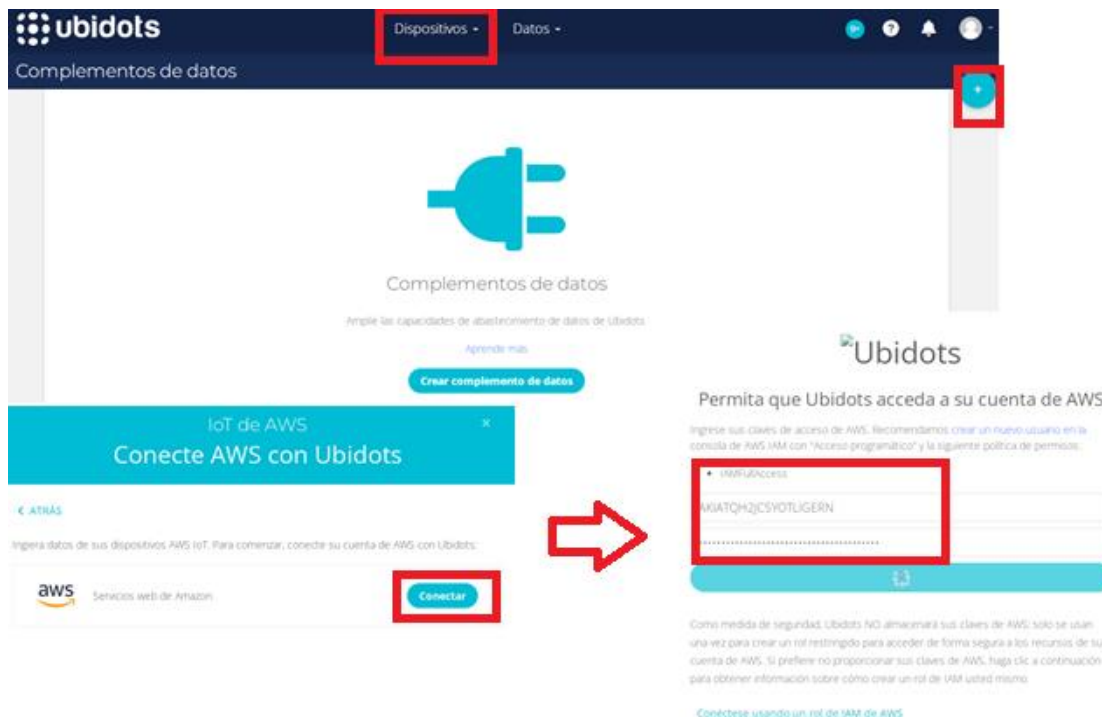 ubidots
Dispositivos
Datos
Complementos de datos
Complementos de datos
Amplíe las capacidades de abastecimiento de datos de Ubidots
Aprende más
Crear complemento de datos
IoT de AWS
Conecte AWS con Ubidots
ATRÁS
Ingiera datos de sus dispositivos AWS IoT. Para comenzar, conecte su cuenta de AWS con Ubidots.
aws
Servicios web de Amazon
Conectar
Ubidots
Permita que Ubidots acceda a su cuenta de AWS
Ingrese sus claves de acceso de AWS. Recomendamos crear un nuevo usuario en la
consola de AWS IAM con "Acceso programático" y la siguiente política de permisos:
IAMFullAccess
Como medida de seguridad, Ubidots NO almacenará sus claves de AWS; solo se usan
una vez para crear un rol restringido para acceder de forma segura a los recursos de su
cuenta de AWS. Si prefiere no proporcionar sus claves de AWS, haga clic a continuación
para obtener información sobre cómo crear un rol de IAM usted mismo.
Conéctese usando un rol de IAM de AWS